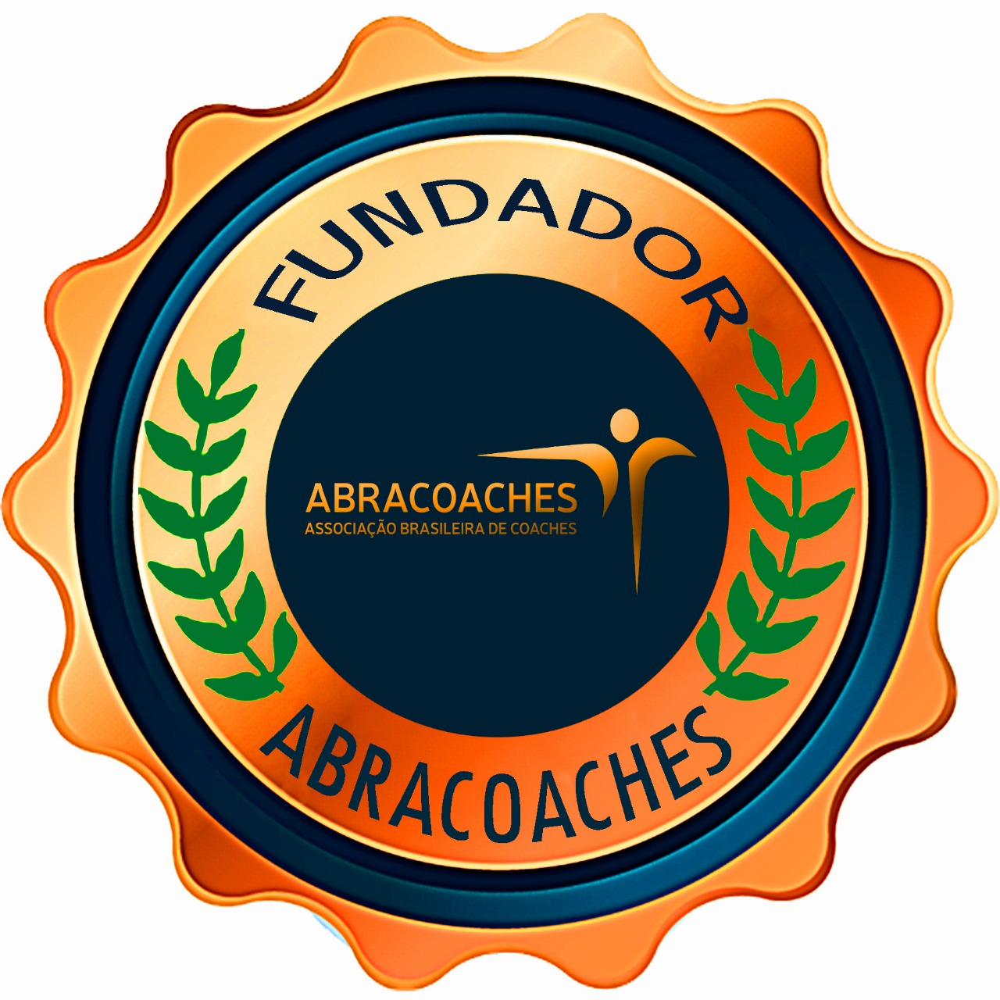 FUNDADOR
ABRACOACHES
ASSOCIAÇÃO BRASILEIRA DE COACHES
ABRACOACHES